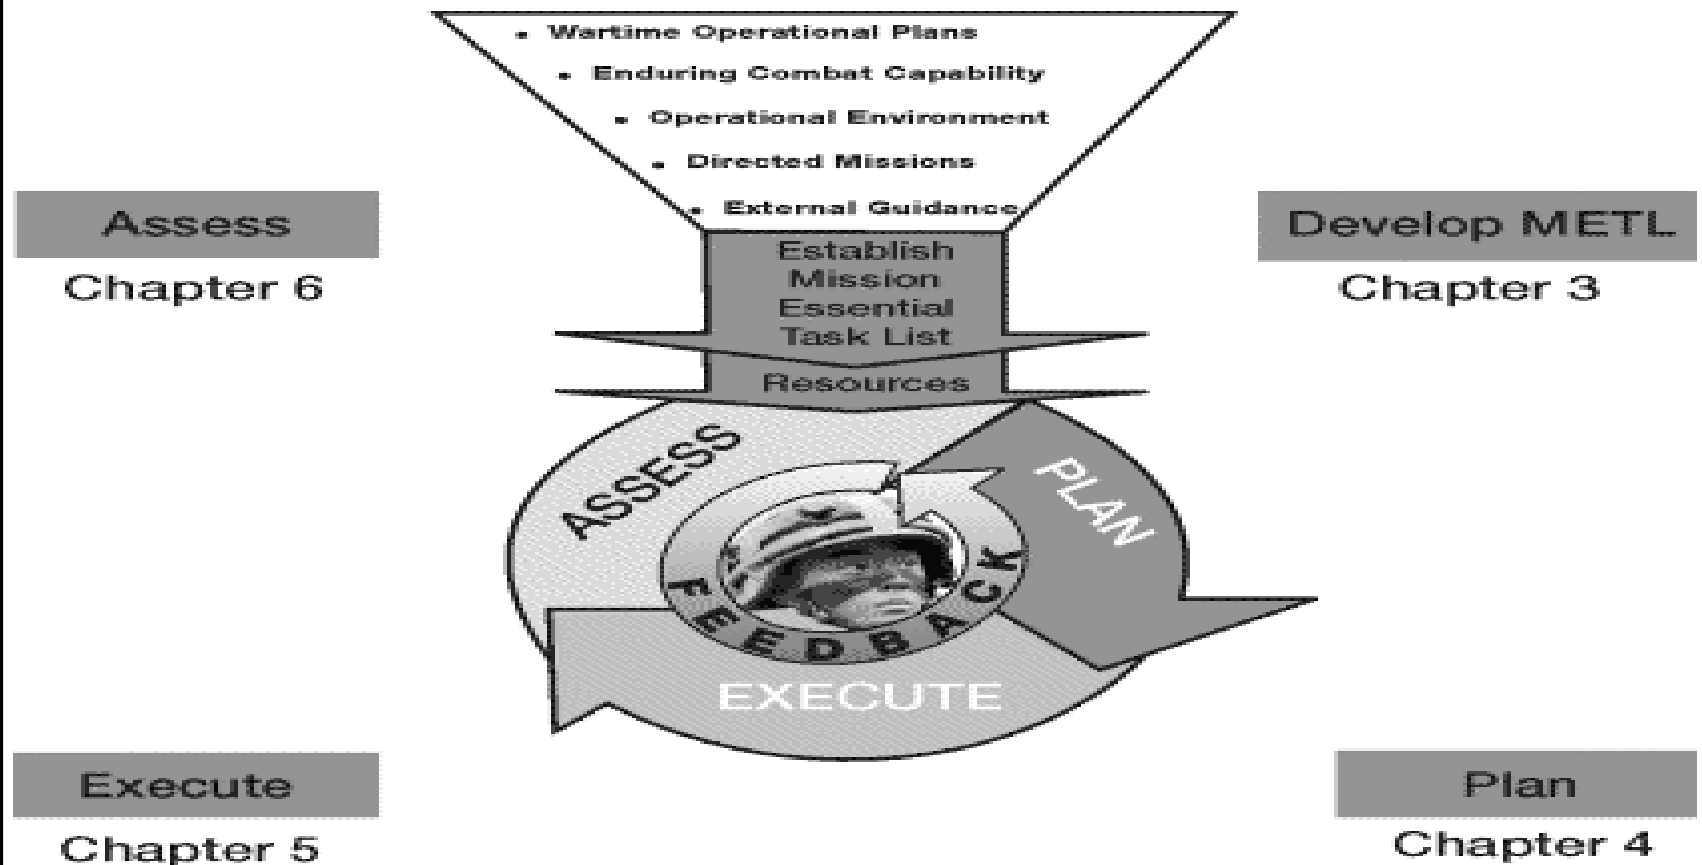 • Wartime Operational Plans
• Enduring Combat Capability
• Operational Environment
• Directed Missions
• External Guidance
Assess
Chapter 6
Develop METL
Chapter 3
Establish
Mission
Essential
Task List
Resources
ASSESS
PLAN
FEEDBACK
EXECUTE
Execute
Chapter 5
Plan
Chapter 4